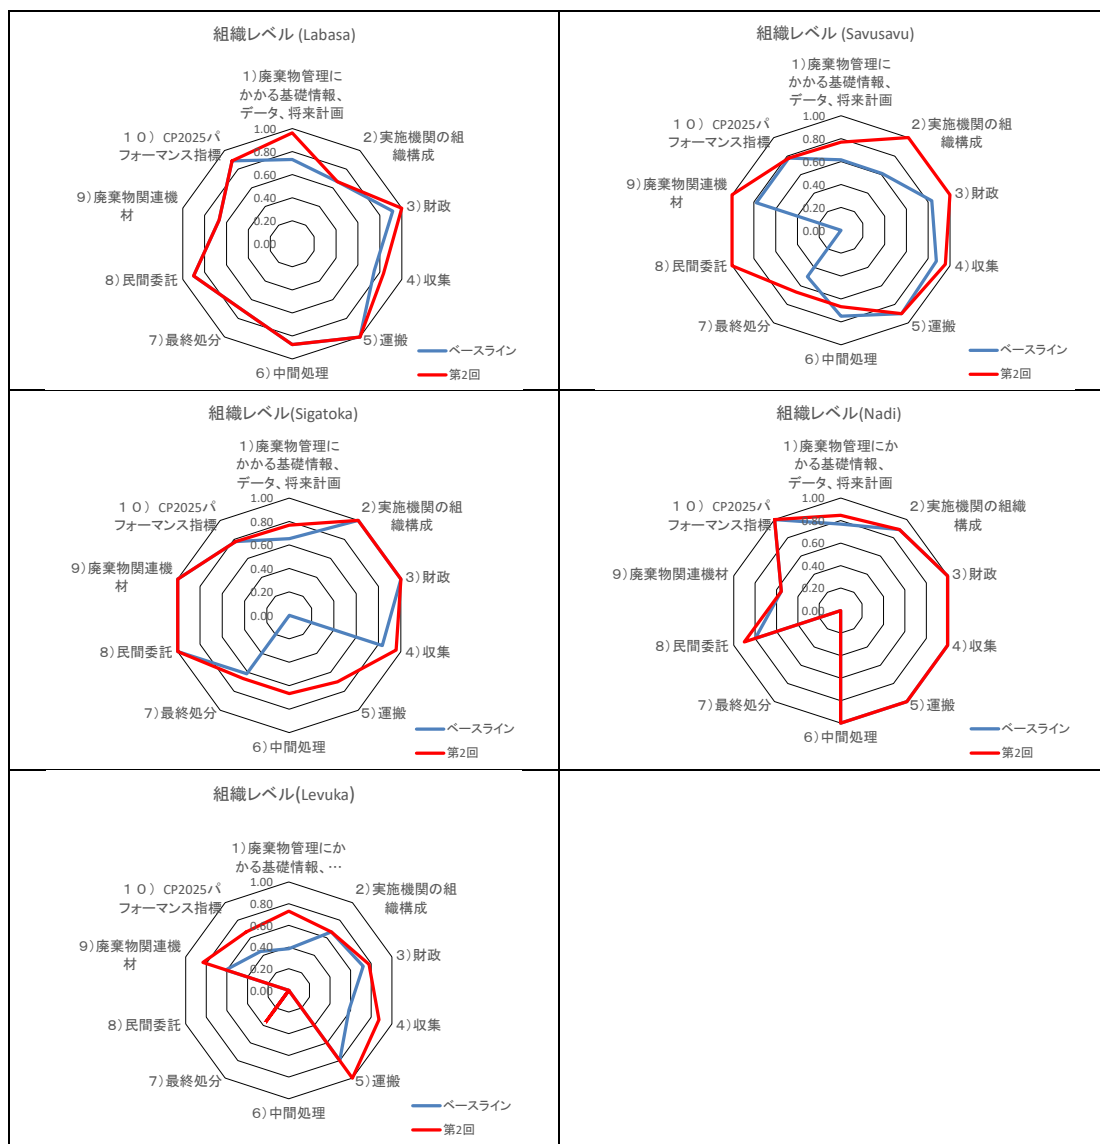 組織レベル (Labasa)
1)廃棄物管理に
かかる基礎情報、
データ、将来計画
2)実施機関の組
織構成
3)財政
4)収集
5)運搬
6)中間処理
7)最終処分
8)民間委託
9)廃棄物関連機
材
10) CP2025パ
フォーマンス指標
1.00
0.80
0.60
0.40
0.20
0.00
ベースライン
第2回
組織レベル (Savusavu)
1)廃棄物管理に
かかる基礎情報、
データ、将来計画
2)実施機関の組
織構成
3)財政
4)収集
5)運搬
6)中間処理
7)最終処分
8)民間委託
9)廃棄物関連機
材
10) CP2025パ
フォーマンス指標
1.00
0.80
0.60
0.40
0.20
0.00
ベースライン
第2回
組織レベル(Sigatoka)
1)廃棄物管理に
かかる基礎情報、
データ、将来計画
2)実施機関の組
織構成
3)財政
4)収集
5)運搬
6)中間処理
7)最終処分
8)民間委託
9)廃棄物関連機
材
10) CP2025パ
フォーマンス指標
1.00
0.80
0.60
0.40
0.20
0.00
ベースライン
第2回
組織レベル(Nadi)
1)廃棄物管理にか
かる基礎情報、
データ、将来計画
2)実施機関の組織
構成
3)財政
4)収集
5)運搬
6)中間処理
7)最終処分
8)民間委託
9)廃棄物関連機材
10) CP2025パ
フォーマンス指標
1.00
0.80
0.60
0.40
0.20
0.00
ベースライン
第2回
組織レベル(Levuka)
1)廃棄物管理にか
かる基礎情報、…
2)実施機関の組
織構成
3)財政
4)収集
5)運搬
6)中間処理
7)最終処分
8)民間委託
9)廃棄物関連機
材
10) CP2025パ
フォーマンス指標
1.00
0.80
0.60
0.40
0.20
0.00
ベースライン
第2回